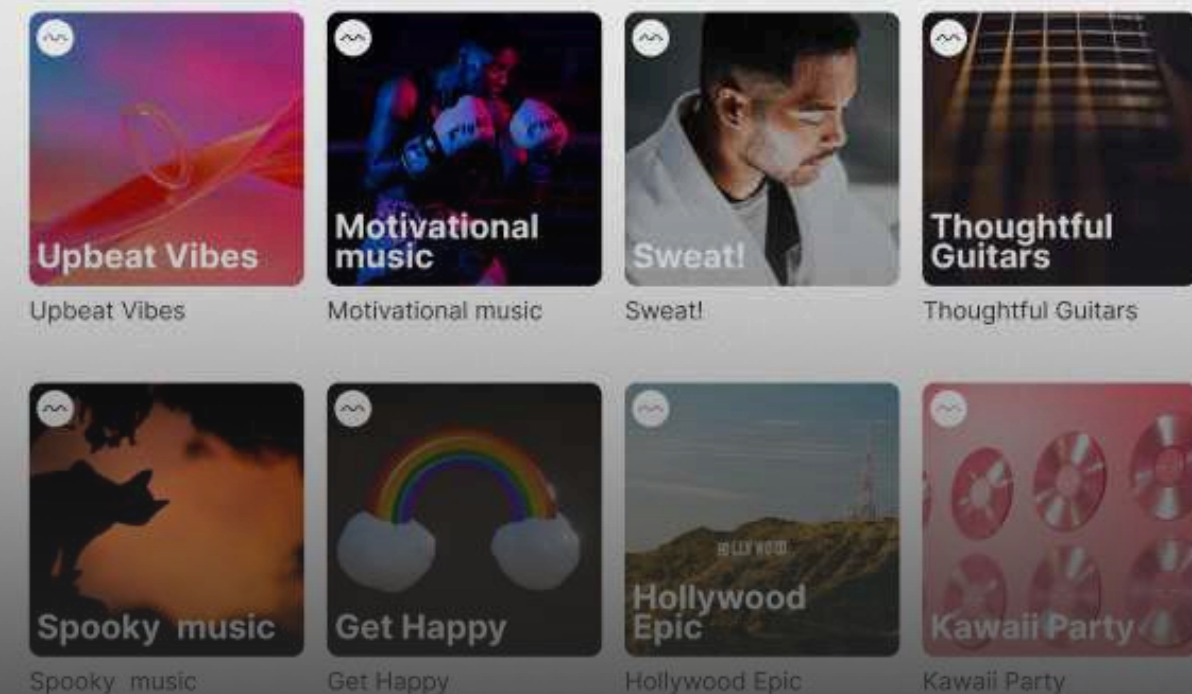 Upbeat Vibes
Motivational
music
Sweat!
Thoughtful
Guitars
Upbeat Vibes
Motivational music
Sweat!
Thoughtful Guitars
Spooky  music
Get Happy
HOLLYWOOD
Hollywood
Epic
Kawaii Party
Spooky  music
Get Happy
Hollywood Epic
Kawaii Party